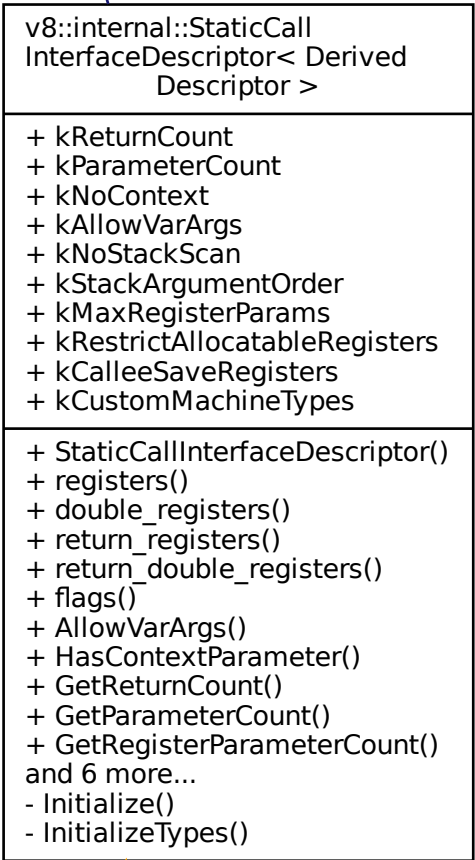 v8::internal::StaticCall
InterfaceDescriptor< Derived
Descriptor >
+ kReturnCount
+ kParameterCount
+ kNoContext
+ kAllowVarArgs
+ kNoStackScan
+ kStackArgumentOrder
+ kMaxRegisterParams
+ kRestrictAllocatableRegisters
+ kCalleeSaveRegisters
+ kCustomMachineTypes
+ StaticCallInterfaceDescriptor()
+ registers()
+ double_registers()
+ return_registers()
+ return_double_registers()
+ flags()
+ AllowVarArgs()
+ HasContextParameter()
+ GetReturnCount()
+ GetParameterCount()
+ GetRegisterParameterCount()
and 6 more...
- Initialize()
- InitializeTypes()